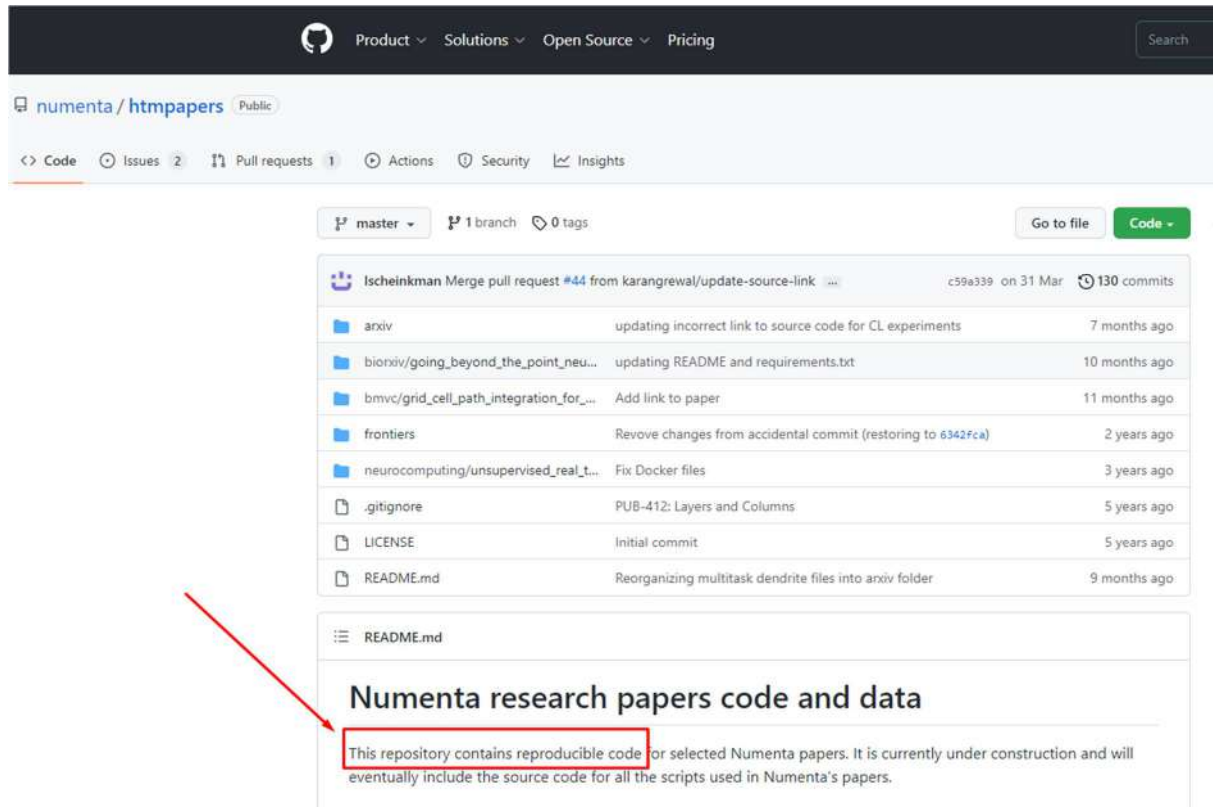 Product Solutions Open Source Pricing Search
numenta / htmpapers Public
<> Code Issues 2 Pull requests 1 Actions Security Insights
master 1 branch 0 tags Go to file Code
lscheinkman Merge pull request #44 from karangrewal/update-source-link ... c59a339 on 31 Mar 130 commits
arxiv updating incorrect link to source code for CL experiments 7 months ago
biorxiv/going_beyond_the_point_neu... updating README and requirements.txt 10 months ago
bmvc/grid_cell_path_integration_for_... Add link to paper 11 months ago
frontiers Revove changes from accidental commit (restoring to 6342fca) 2 years ago
neurocomputing/unsupervised_real_t... Fix Docker files 3 years ago
.gitignore PUB-412: Layers and Columns 5 years ago
LICENSE Initial commit 5 years ago
README.md Reorganizing multitask dendrite files into arxiv folder 9 months ago
README.md
Numenta research papers code and data
This repository contains reproducible code for selected Numenta papers. It is currently under construction and will
eventually include the source code for all the scripts used in Numenta's papers.